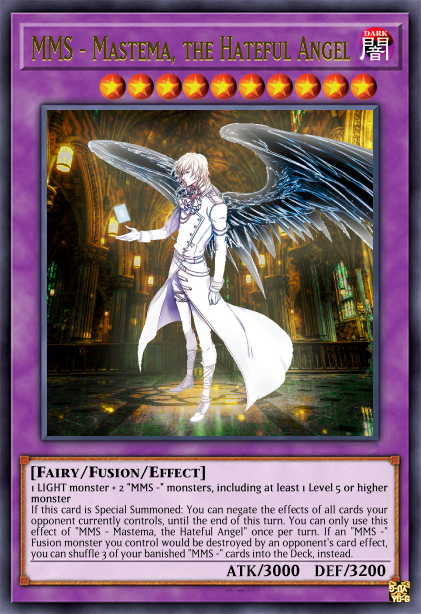 MMS - Mastema, the Hateful Angel
DARK
闇
[Fairy/Fusion/Effect]
1 LIGHT monster + 2 "MMS -" monsters, including at least 1 Level 5 or higher
monster
If this card is Special Summoned: You can negate the effects of all cards your
opponent currently controls, until the end of this turn. You can only use this
effect of "MMS - Mastema, the Hateful Angel" once per turn. If an "MMS -"
Fusion monster you control would be destroyed by an opponent's card effect,
you can shuffle 3 of your banished "MMS -" cards into the Deck, instead.
ATK/3000 DEF/3200